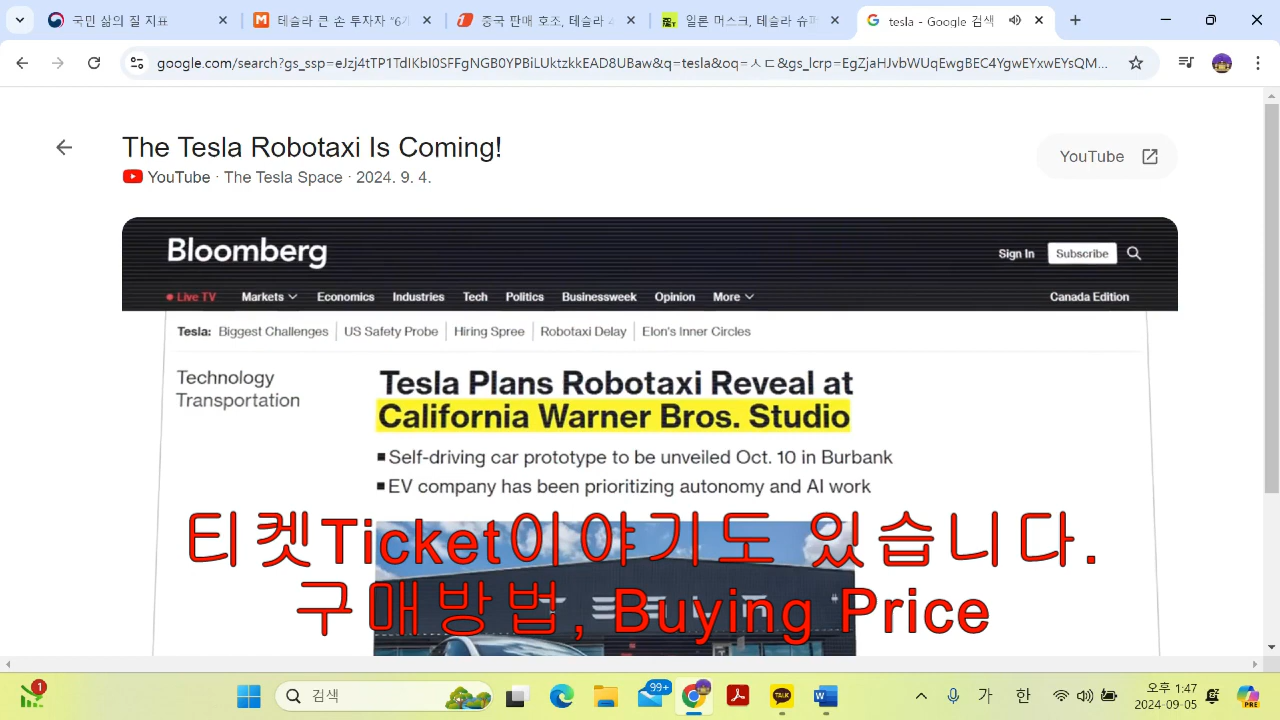 국민 삶의 질 지표
테슬라 큰 손 투자자 “6
중국 판매 호소, 테슬라
일론 머스크, 테슬라 슈퍼
tesla - Google 검색
google.com/search?gs_ssp=eJzj4tTP1TdIKbI0SFFgNGB0YPBiLUktzkkEAD8UBaw&q=tesla&oq=ㅅㄷ&gs_lcrp=EgZjaHJvbWUqEwgBEC4YgwEYxwEYsQM...
The Tesla Robotaxi Is Coming!
YouTube
YouTube · The Tesla Space · 2024. 9. 4.
Bloomberg
Sign In
Subscribe
Live TV
Markets
Economics
Industries
Tech
Politics
Businessweek
Opinion
More
Canada Edition
Tesla: Biggest Challenges
US Safety Probe
Hiring Spree
Robotaxi Delay
Elon's Inner Circles
Technology
Transportation
Tesla Plans Robotaxi Reveal at
California Warner Bros. Studio
Self-driving car prototype to be unveiled Oct. 10 in Burbank
EV company has been prioritizing autonomy and AI work
티켓Ticket이야기도 있습니다.
구매방법, Buying Price
1
검색
99+
TALK
가
한
오후 1:47
2024-09-05
PRE